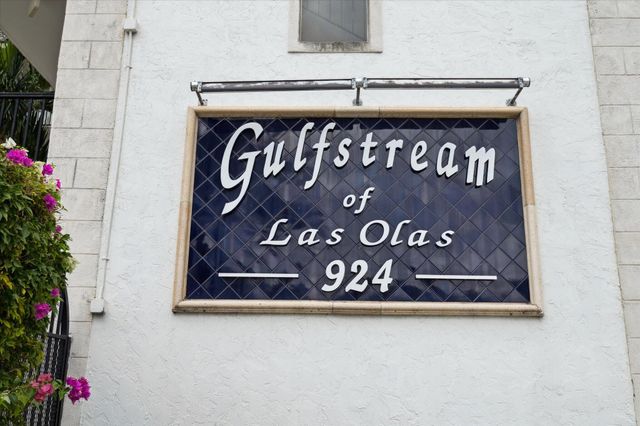 Gulfstream
of
Las Olas
924